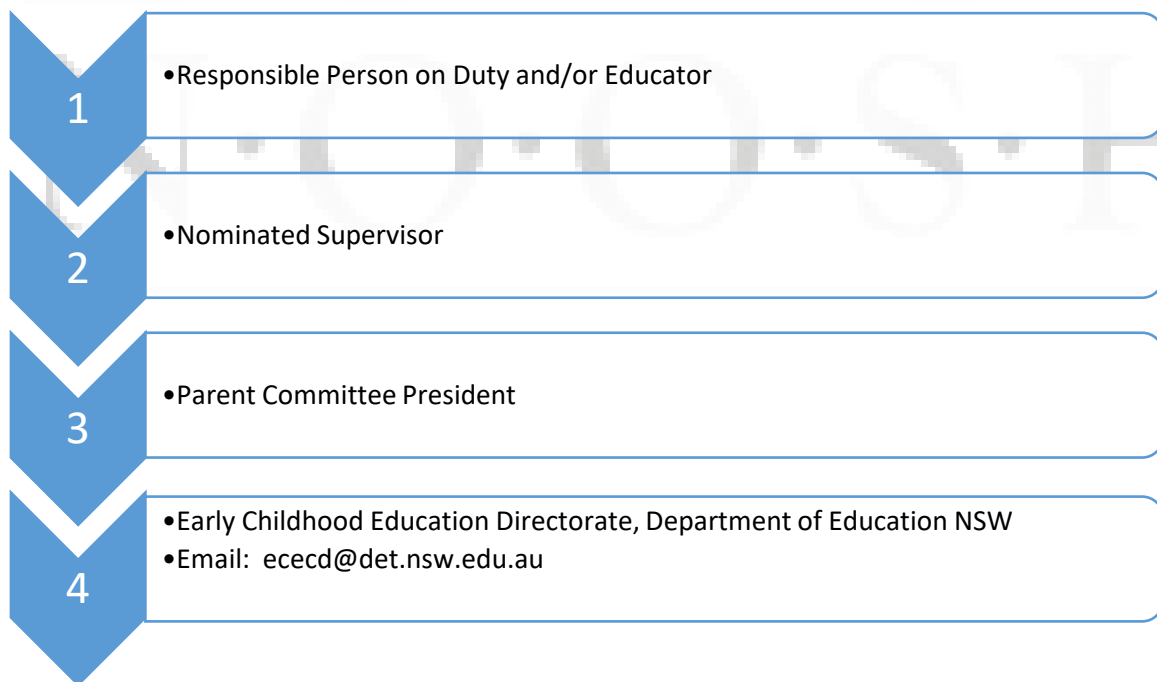 1
•Responsible Person on Duty and/or Educator
2
•Nominated Supervisor
3
•Parent Committee President
4
•Early Childhood Education Directorate, Department of Education NSW
•Email: ececd@det.nsw.edu.au
N•O•O•S•H